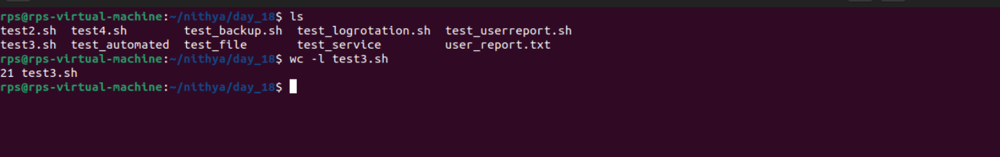 rps@rps-virtual-machine:~/nithya/day_18$ ls
test2.sh  test4.sh        test_backup.sh  test_logrotation.sh  test_userreport.sh
test3.sh  test_automated  test_file       test_service         user_report.txt
rps@rps-virtual-machine:~/nithya/day_18$ wc -l test3.sh
21 test3.sh
rps@rps-virtual-machine:~/nithya/day_18$